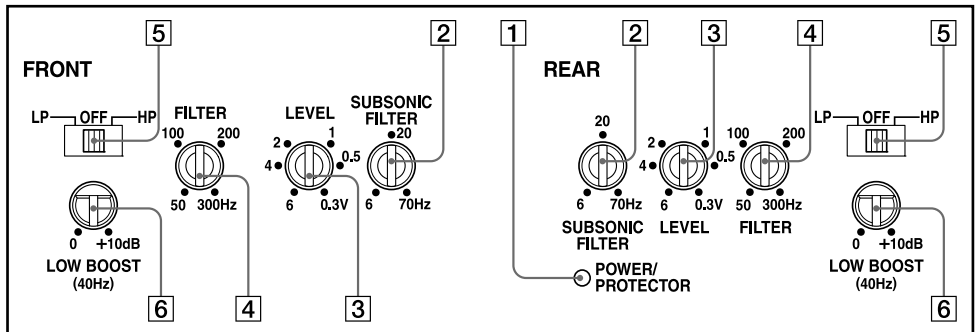 5 2 1 2 3 4 5
FRONT REAR
LP OFF HP
FILTER
100 200
50 300Hz
LEVEL
2 1
4 0.5
6 0.3V
SUBSONIC
FILTER
20
6 70Hz
0 +10dB
LOW BOOST
(40Hz)
6 4 3
20
6 70Hz
SUBSONIC
FILTER
2 1
4 0.5
6 0.3V
LEVEL
100 200
50 300Hz
FILTER
LP OFF HP
0 +10dB
LOW BOOST
(40Hz)
POWER/
PROTECTOR
6